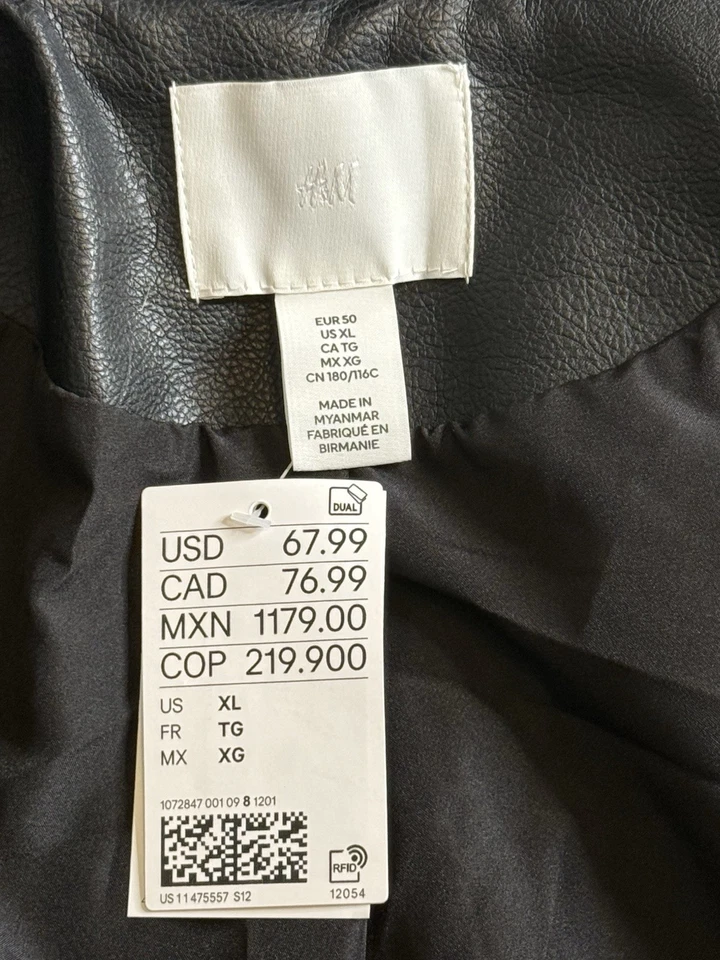 H&M
EUR 50
US XL
CA TG
MX XG
CN 180/116C
MADE IN
MYANMAR
FABRIQUÉ EN
BIRMANIE
DUAL
USD 67.99
CAD 76.99
MXN 1179.00
COP 219.900
US XL
FR TG
MX XG
1072847 001 09 8 1201
US 11 475557 S12
RFID
12054